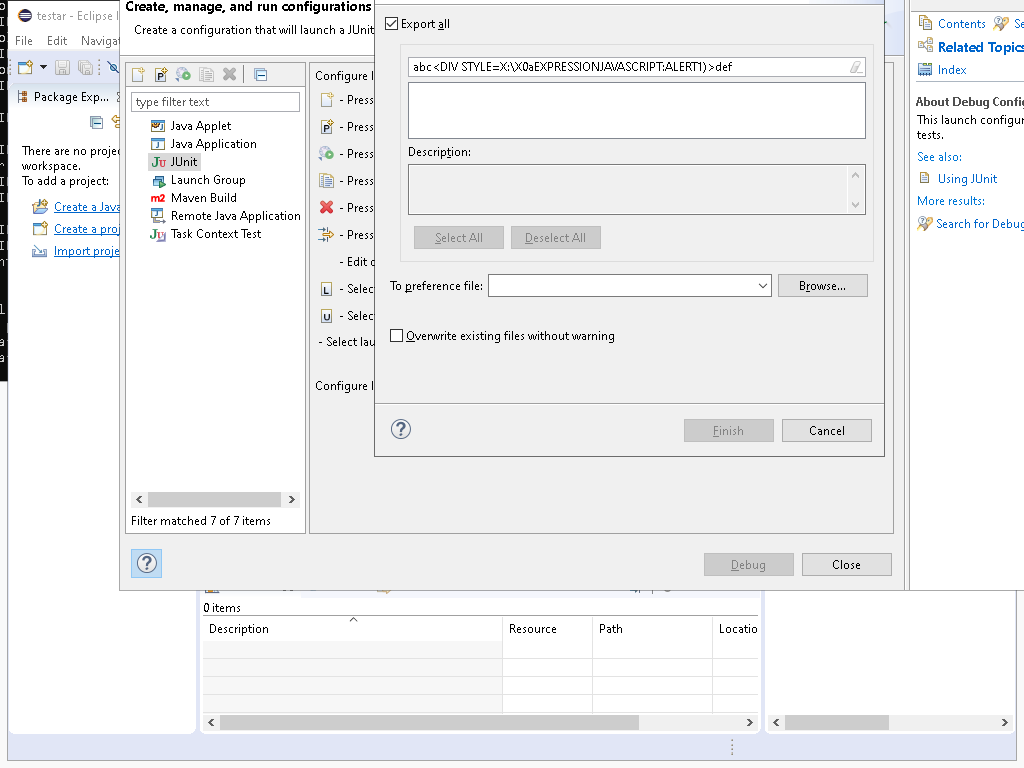 testar - Eclipse I
File Edit Navigat
Package Exp...
There are no projec
workspace.
To add a project:
Create a Java
Create a proj
Import proje
Create, manage, and run configurations
Create a configuration that will launch a JUnit
type filter text
Java Applet
Java Application
JUnit
Launch Group
Maven Build
Remote Java Application
Task Context Test
Filter matched 7 of 7 items
Configure l
- Press
- Press
- Press
- Press
- Press
- Press
- Edit o
- Selec
- Selec
- Select lau
Configure l
Debug
Close
Export all
abc<DIV STYLE=X:\X0aEXPRESSIONJAVASCRIPT:ALERT1)>def
Description:
Select All
Deselect All
To preference file:
Browse...
Overwrite existing files without warning
Finish
Cancel
Contents
Se
Related Topics
Index
About Debug Config
This launch configur
tests.
See also:
Using JUnit
More results:
Search for Debug
0 items
Description Resource Path Locatio